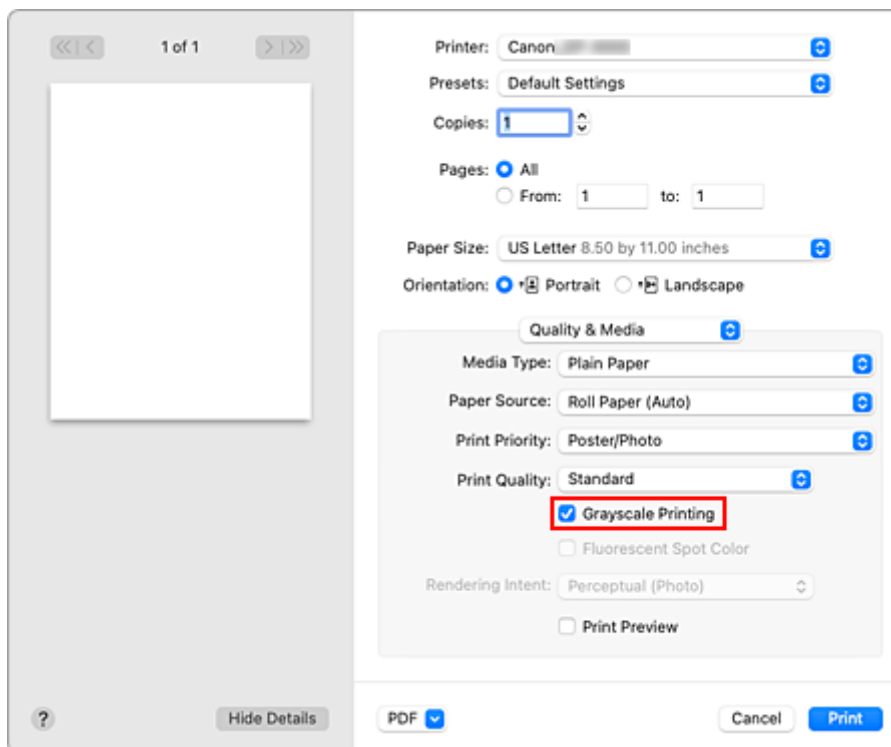 1 of 1
Printer: Canon
Presets: Default Settings
Copies: 1
Pages: All
From: 1 to: 1
Paper Size: US Letter 8.50 by 11.00 inches
Orientation: Portrait Landscape
Quality & Media
Media Type: Plain Paper
Paper Source: Roll Paper (Auto)
Print Priority: Poster/Photo
Print Quality: Standard
Grayscale Printing
Fluorescent Spot Color
Rendering Intent: Perceptual (Photo)
Print Preview
? Hide Details PDF Cancel Print